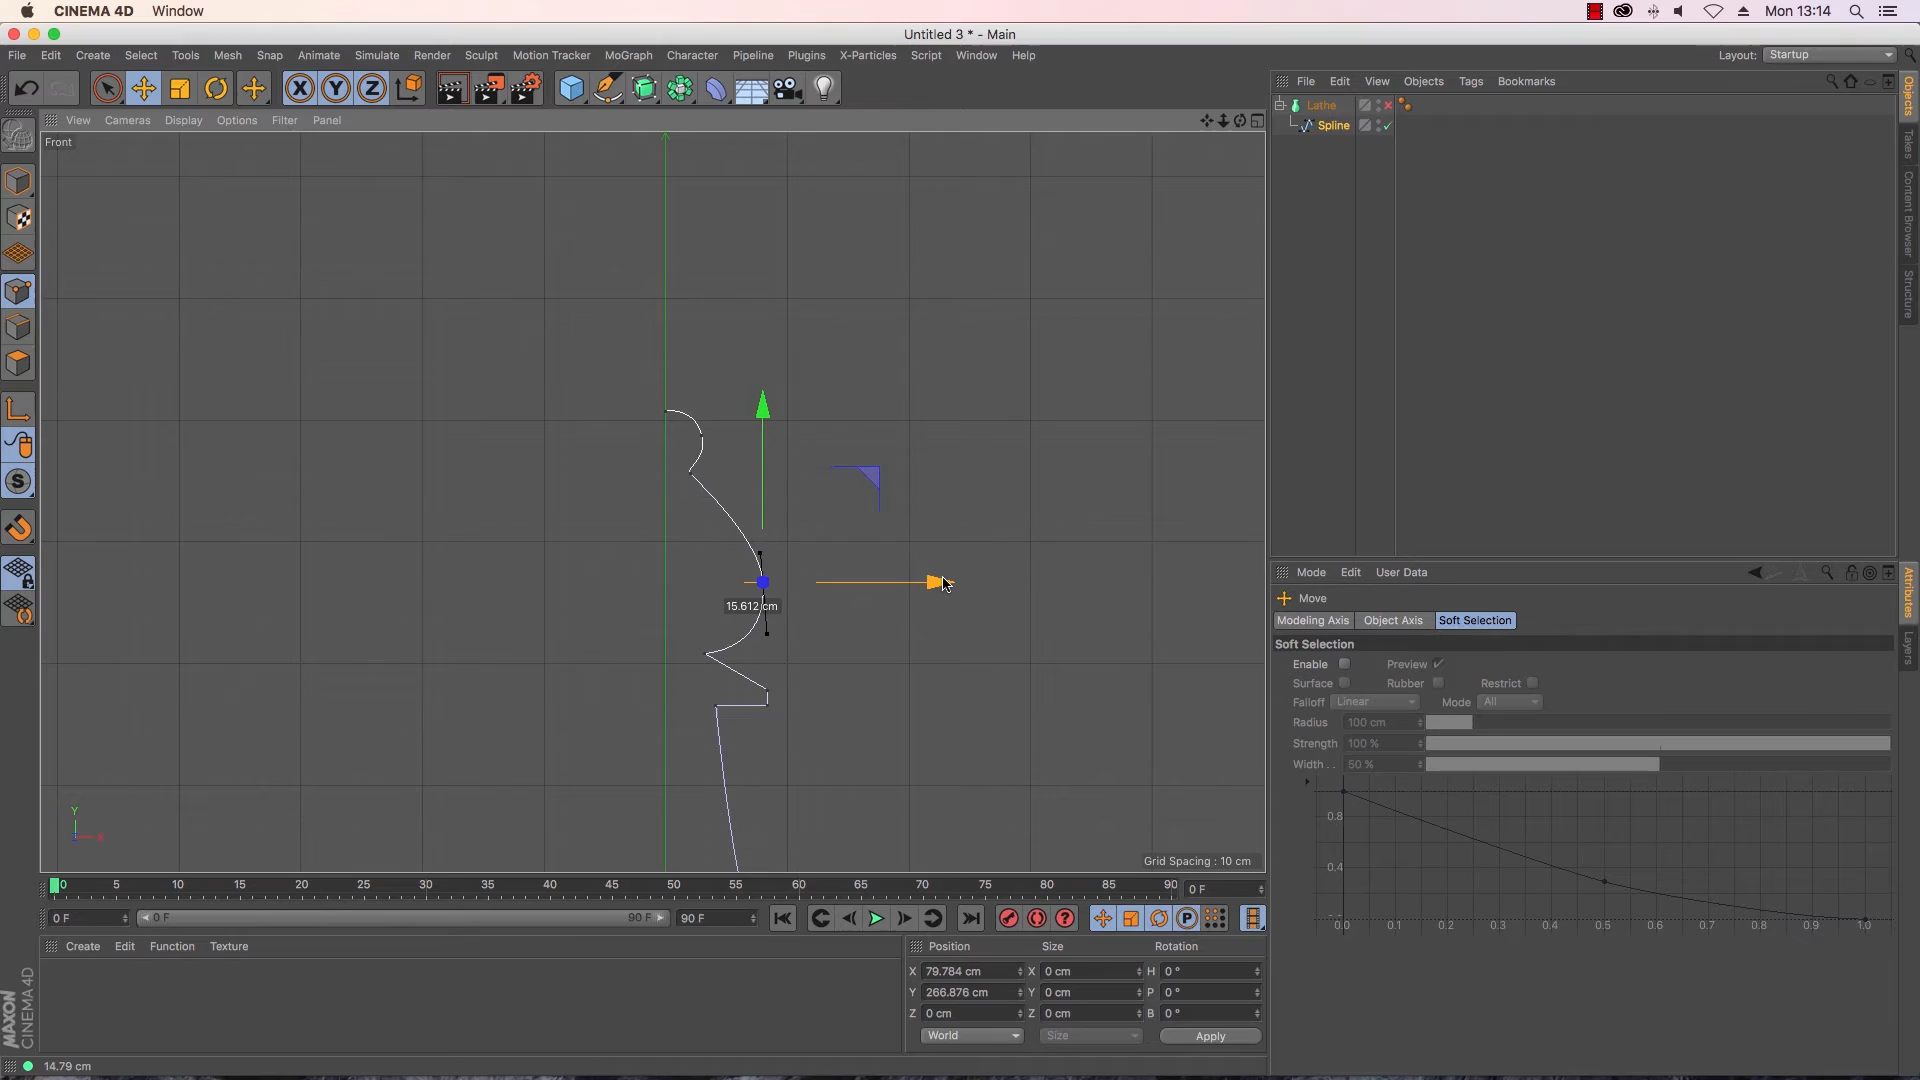 CINEMA 4D Window Mon 13:14
Untitled 3 * - Main
File Edit Create Select Tools Mesh Snap Animate Simulate Render Sculpt Motion Tracker MoGraph Character Pipeline Plugins X-Particles Script Window Help Layout: Startup
File Edit View Objects Tags Bookmarks
Lathe
Spline
View Cameras Display Options Filter Panel
Front
15.612 cm
Y
Grid Spacing : 10 cm
Objects
Takes
Content Browser
Structure
Mode Edit User Data
Move
Modeling Axis Object Axis Soft Selection
Soft Selection
Enable Preview
Surface Rubber Restrict
Falloff Linear Mode All
Radius 100 cm
Strength 100 %
Width . . 50 %
0.8
0.4
0.0 0.1 0.2 0.3 0.4 0.5 0.6 0.7 0.8 0.9 1.0
Attributes
Layers
0 5 10 15 20 25 30 35 40 45 50 55 60 65 70 75 80 85 90 0 F
0 F 0 F 90 F 90 F
Create Edit Function Texture
Position Size Rotation
X 79.784 cm X 0 cm H 0 °
Y 266.876 cm Y 0 cm P 0 °
Z 0 cm Z 0 cm B 0 °
World Size Apply
MAXON
CINEMA 4D
14.79 cm